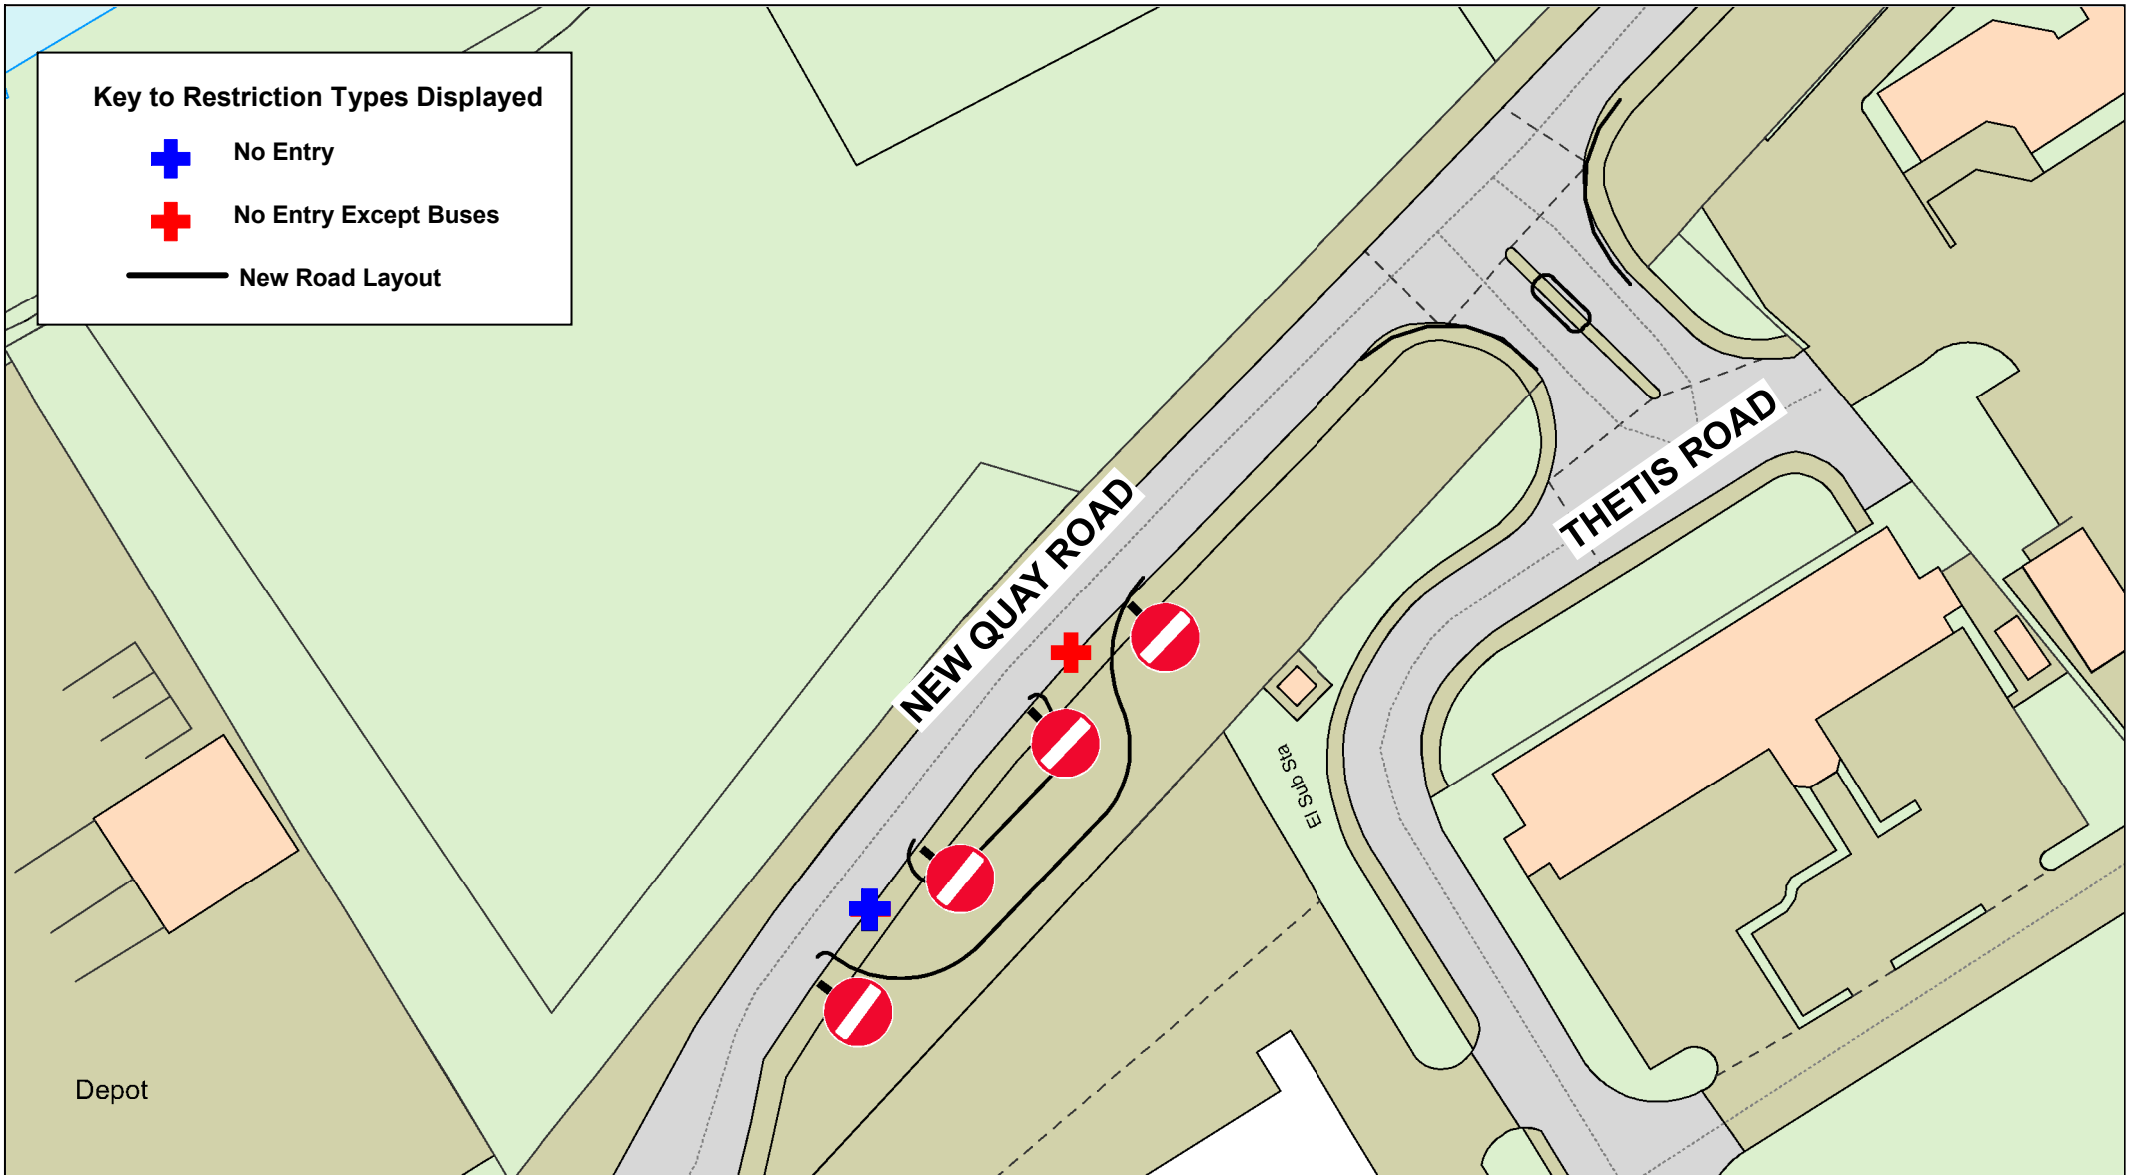 Key to Restriction Types Displayed
No Entry
No Entry Except Buses
New Road Layout
NEW QUAY ROAD
THETIS ROAD
El Sub Sta
Depot